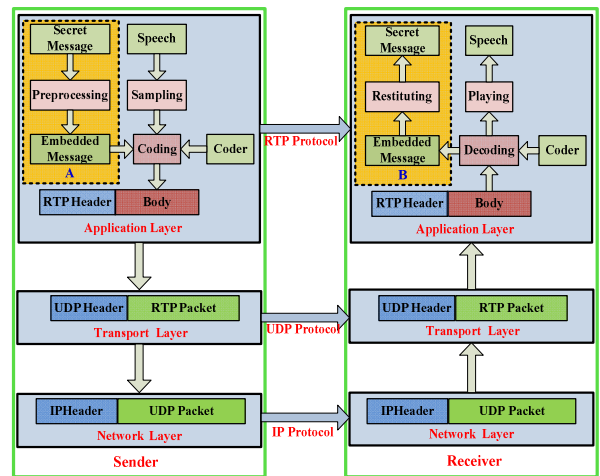 Secret Message
Speech
Preprocessing
Sampling
Embedded Message
Coding
Coder
A
RTP Header
Body
Application Layer
UDP Header
RTP Packet
Transport Layer
IPHeader
UDP Packet
Network Layer
Sender
RTP Protocol
UDP Protocol
IP Protocol
Secret Message
Speech
Restituting
Playing
Embedded Message
Decoding
Coder
B
RTP Header
Body
Application Layer
UDP Header
RTP Packet
Transport Layer
IPHeader
UDP Packet
Network Layer
Receiver